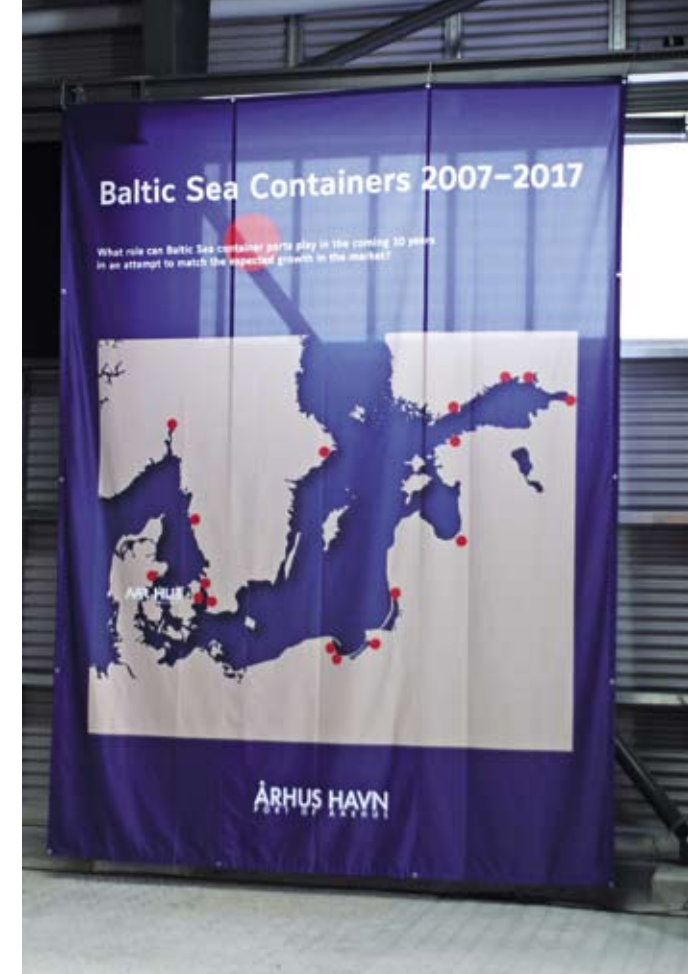 Baltic Sea Containers 2007–2017
What role can Baltic Sea container ports play in the coming 10 years
in an attempt to match the expected growth in the market?
AARHUS
ÅRHUS HAVN
PORT OF AARHUS